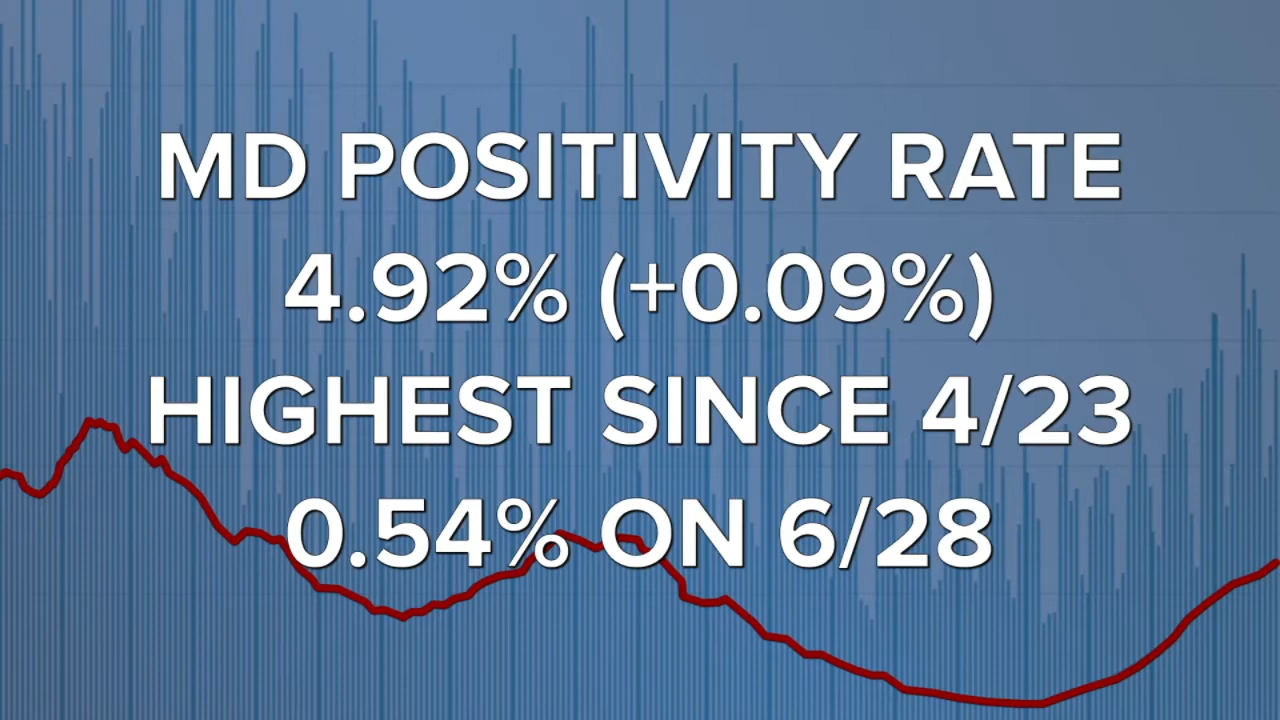 MD POSITIVITY RATE
4.92% (+0.09%)
HIGHEST SINCE 4/23
0.54% ON 6/28